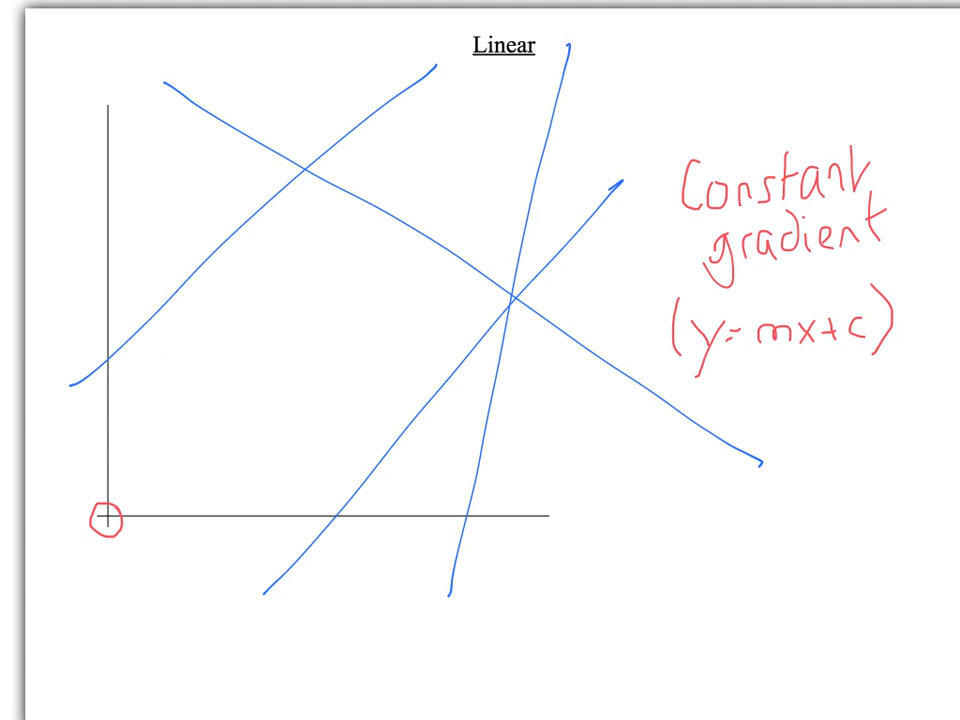 Linear
Constant
gradient
(y = mx + c)